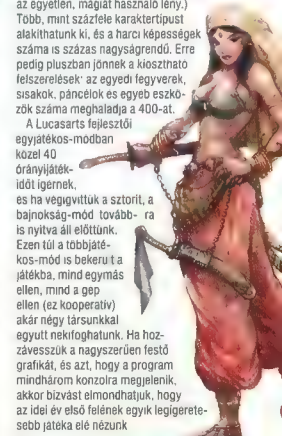 az egyetlen, mágiát használó lény.)
Több, mint százféle karaktertípust
alakíthatunk ki, és a harci képességek
száma is százas nagyságrendű. Erre
pedig pluszban jönnek a kiosztható
felszerelések: az egyedi fegyverek,
sisakok, páncélok és egyéb eszkö-
zök száma meghaladja a 400-at.
A Lucasarts fejlesztői
egyjátékos-módban
közel 40
órányijáték-
időt ígérnek,
és ha végigvittük a sztorit, a
bajnokság-mód tovább- ra
is nyitva áll előttünk.
Ezen túl a többjáté-
kos-mód is bekerü t a
játékba, mind egymás
ellen, mind a gép
ellen (ez kooperatív)
akár négy társunkkal
együtt nekifoghatunk. Ha hoz-
závesszük a nagyszerűen festő
grafikát, és azt, hogy a program
mindhárom konzolra megjelenik,
akkor bízvást elmondhatjuk, hogy
az idei év első felének egyik legígérete-
sebb játéka elé nézünk